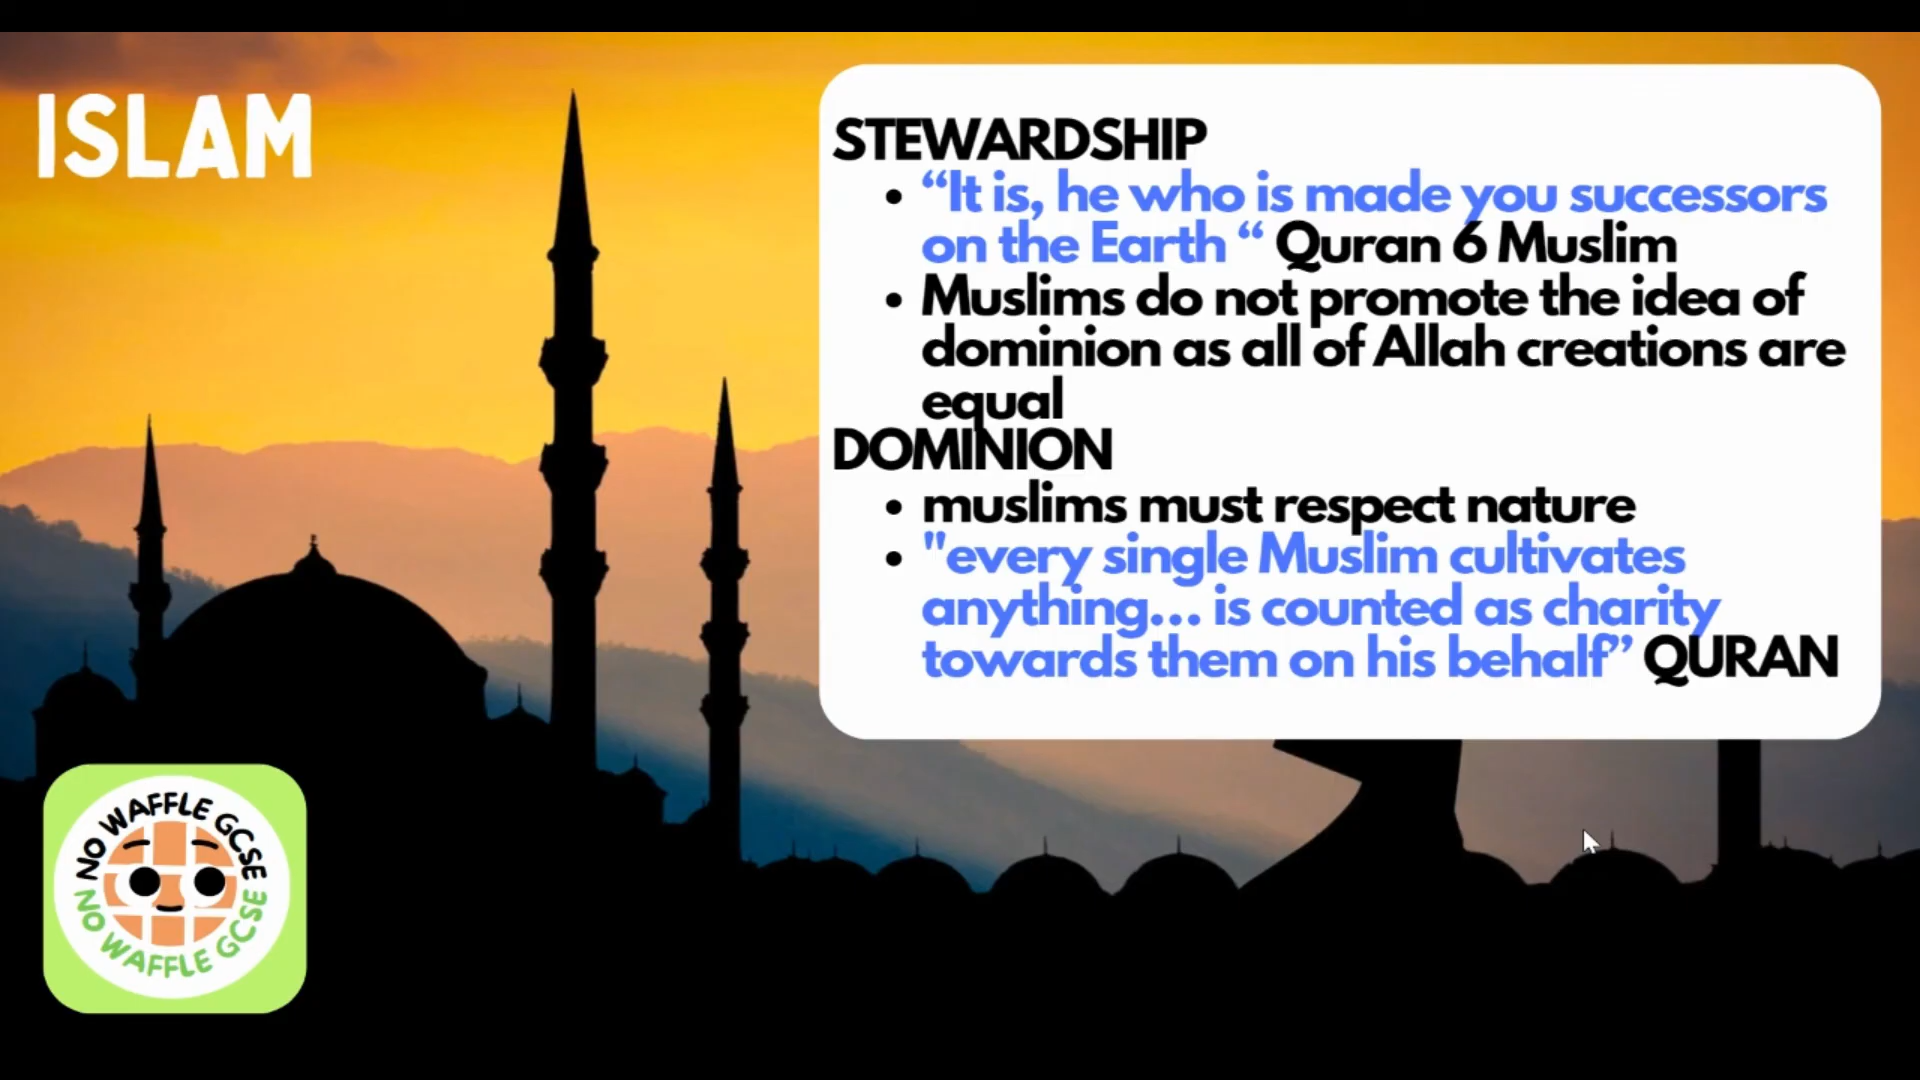 ISLAM
STEWARDSHIP
• “It is, he who is made you successors
on the Earth “ Quran 6 Muslim
• Muslims do not promote the idea of
dominion as all of Allah creations are
equal
DOMINION
• muslims must respect nature
• "every single Muslim cultivates
anything... is counted as charity
towards them on his behalf” QURAN
NO WAFFLE GCSE
NO WAFFLE GCSE